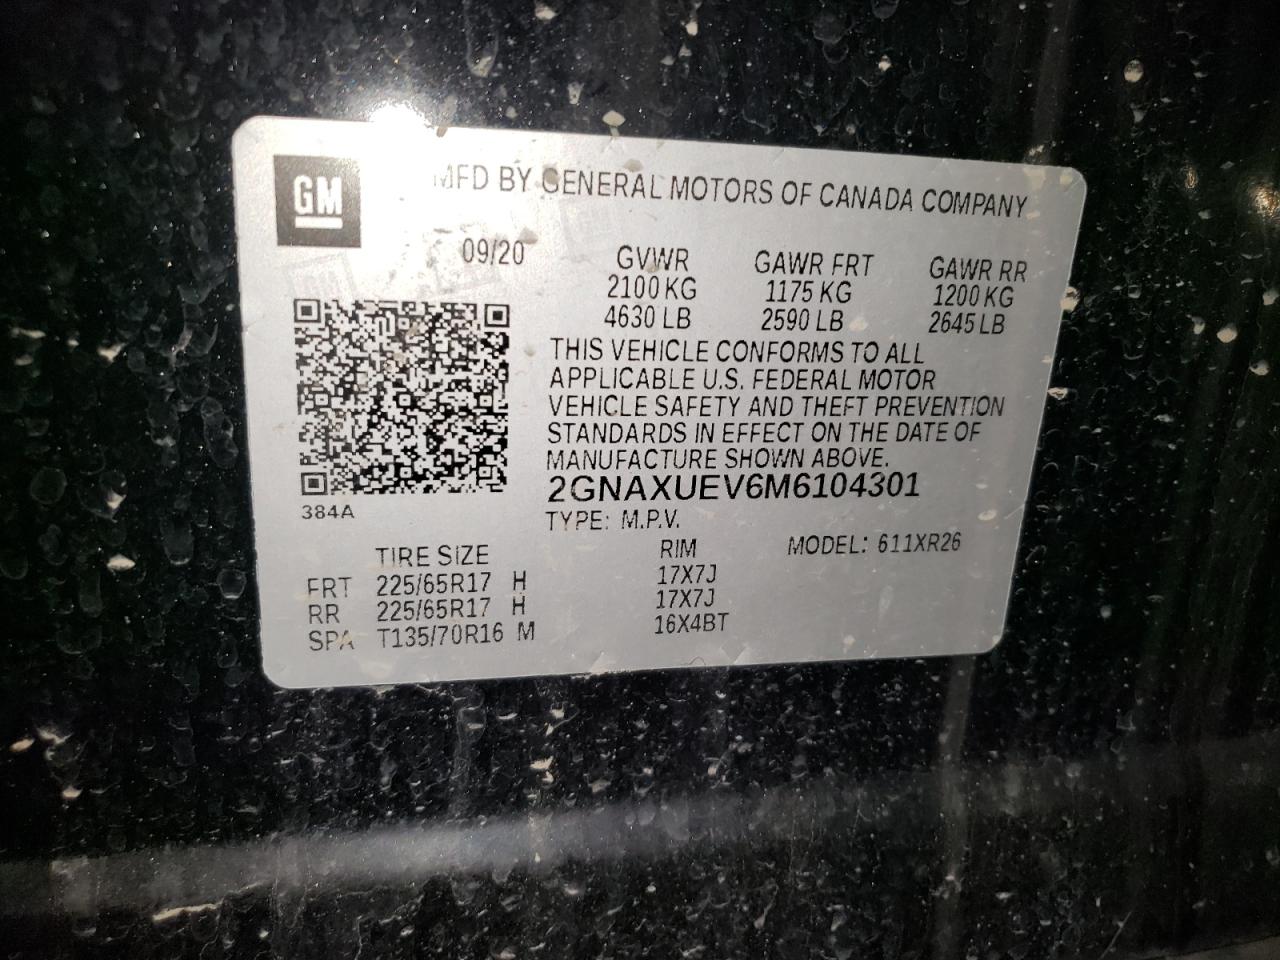 GM
MFD BY GENERAL MOTORS OF CANADA COMPANY
09/20
GVWR GAWR FRT GAWR RR
2100 KG 1175 KG 1200 KG
4630 LB 2590 LB 2645 LB
THIS VEHICLE CONFORMS TO ALL
APPLICABLE U.S. FEDERAL MOTOR
VEHICLE SAFETY AND THEFT PREVENTION
STANDARDS IN EFFECT ON THE DATE OF
MANUFACTURE SHOWN ABOVE.
2GNAXUEV6M6104301
384A
TYPE: M.P.V.
TIRE SIZE RIM MODEL: 611XR26
FRT 225/65R17 H 17X7J
RR 225/65R17 H 17X7J
SPA T135/70R16 M 16X4BT